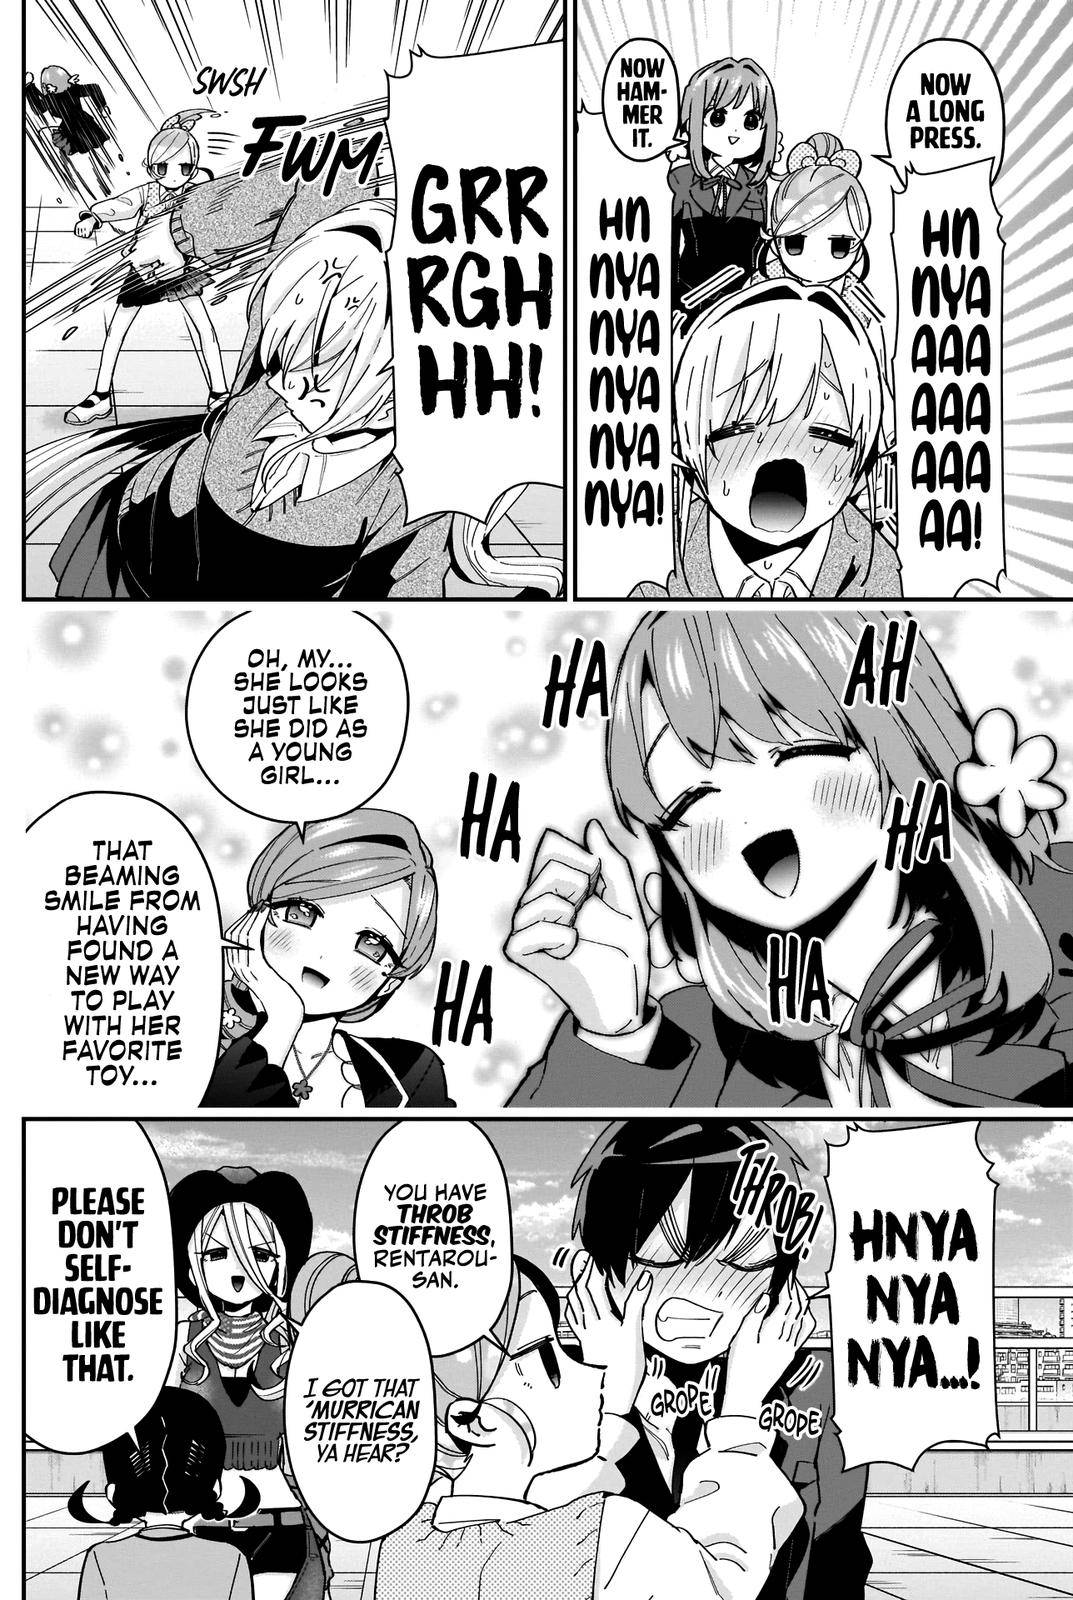 NOW
A LONG
PRESS.
HN
NYA
AAA
AAA
AAA
AA!
NOW
HAM-
MER
IT.
HN
NYA
NYA
NYA
NYA
NYA!
GRR
RGH
HH!
FWM
SWSH
AH
HA
HA
HA
HA
HA
OH, MY...
SHE LOOKS
JUST LIKE
SHE DID AS
A YOUNG
GIRL...
THAT
BEAMING
SMILE FROM
HAVING
FOUND A
NEW WAY
TO PLAY
WITH HER
FAVORITE
TOY...
HNYA
NYA
NYA...!
THROB!
GROPE
GROPE
YOU HAVE
THROB
STIFFNESS,
RENTAROU-
SAN.
I GOT THAT
'MURRICAN
STIFFNESS,
YA HEAR?
PLEASE
DON'T
SELF-
DIAGNOSE
LIKE
THAT.